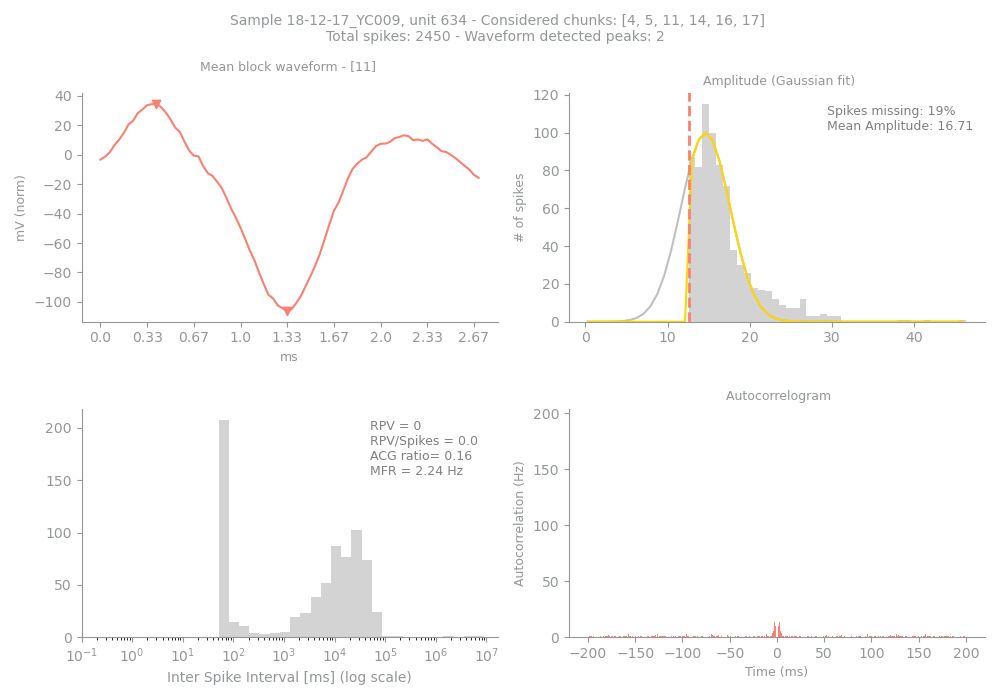 Sample 18-12-17_YC009, unit 634 - Considered chunks: [4, 5, 11, 14, 16, 17]
Total spikes: 2450 - Waveform detected peaks: 2
Mean block waveform - [11]
40
20
0
−20
−40
−60
−80
−100
mV (norm)
0.0 0.33 0.67 1.0 1.33 1.67 2.0 2.33 2.67
ms
Amplitude (Gaussian fit)
Spikes missing: 19%
Mean Amplitude: 16.71
120
100
80
60
40
20
0
# of spikes
0 10 20 30 40
RPV = 0
RPV/Spikes = 0.0
ACG ratio= 0.16
MFR = 2.24 Hz
200
150
100
50
0
10⁻¹ 10⁰ 10¹ 10² 10³ 10⁴ 10⁵ 10⁶ 10⁷
Inter Spike Interval [ms] (log scale)
Autocorrelogram
200
150
100
50
0
Autocorrelation (Hz)
−200 −150 −100 −50 0 50 100 150 200
Time (ms)